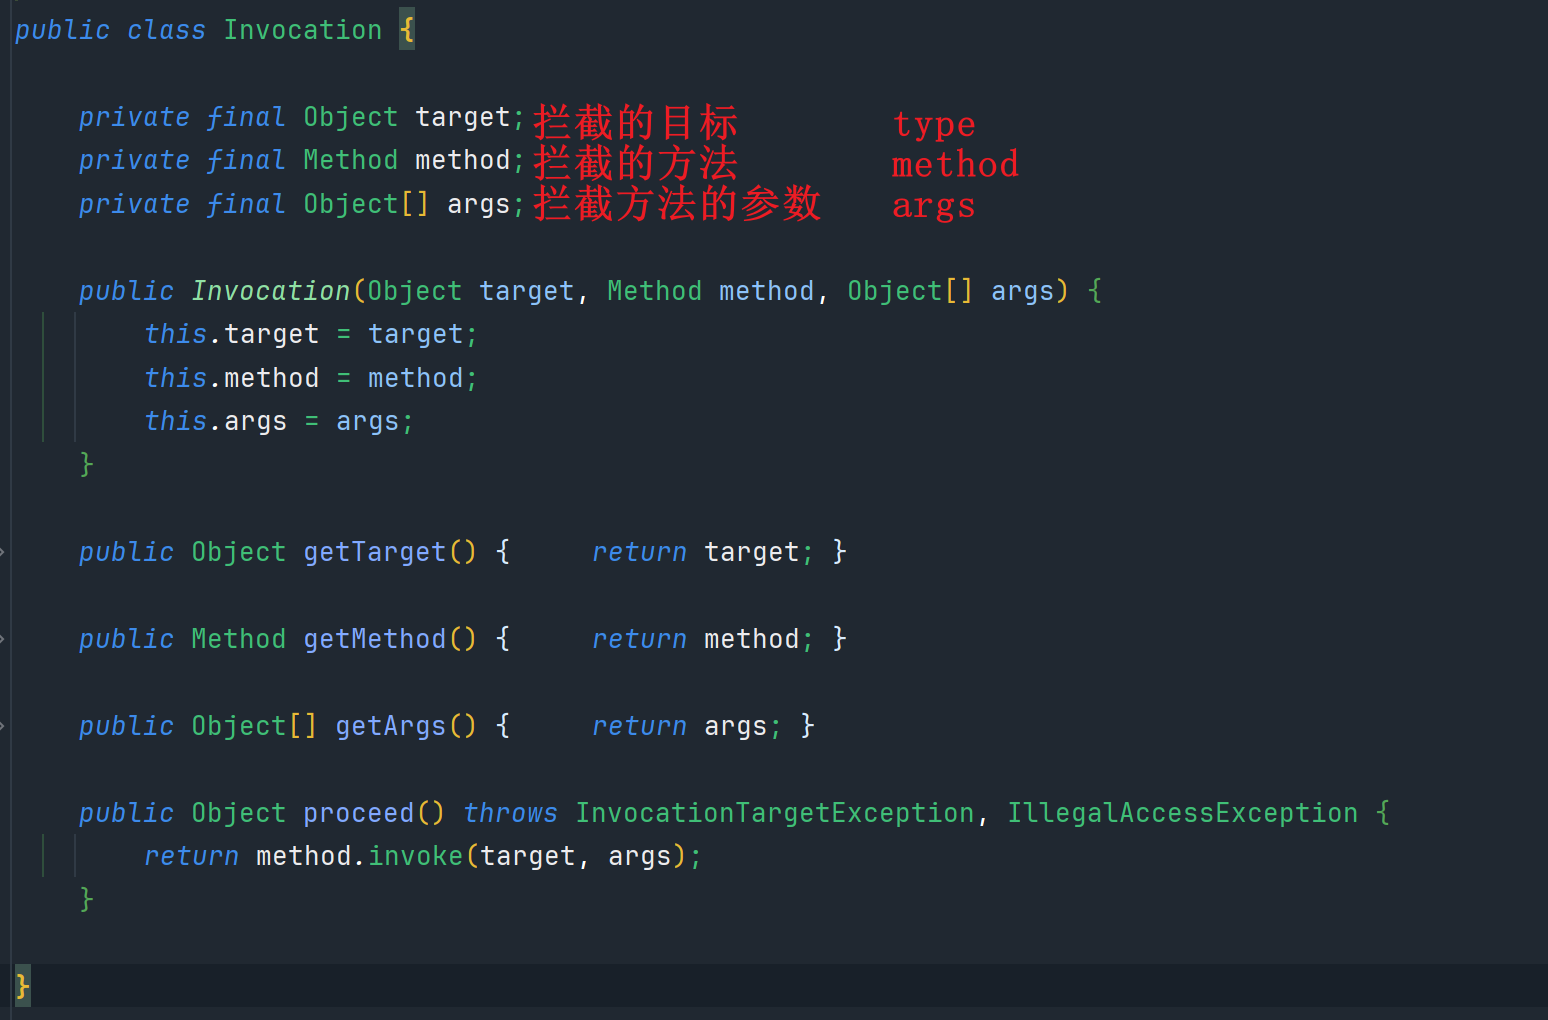 public class Invocation {
private final Object target; 拦截的目标 type
private final Method method; 拦截的方法 method
private final Object[] args; 拦截方法的参数 args
public Invocation(Object target, Method method, Object[] args) {
this.target = target;
this.method = method;
this.args = args;
}
public Object getTarget() { return target; }
public Method getMethod() { return method; }
public Object[] getArgs() { return args; }
public Object proceed() throws InvocationTargetException, IllegalAccessException {
return method.invoke(target, args);
}
}